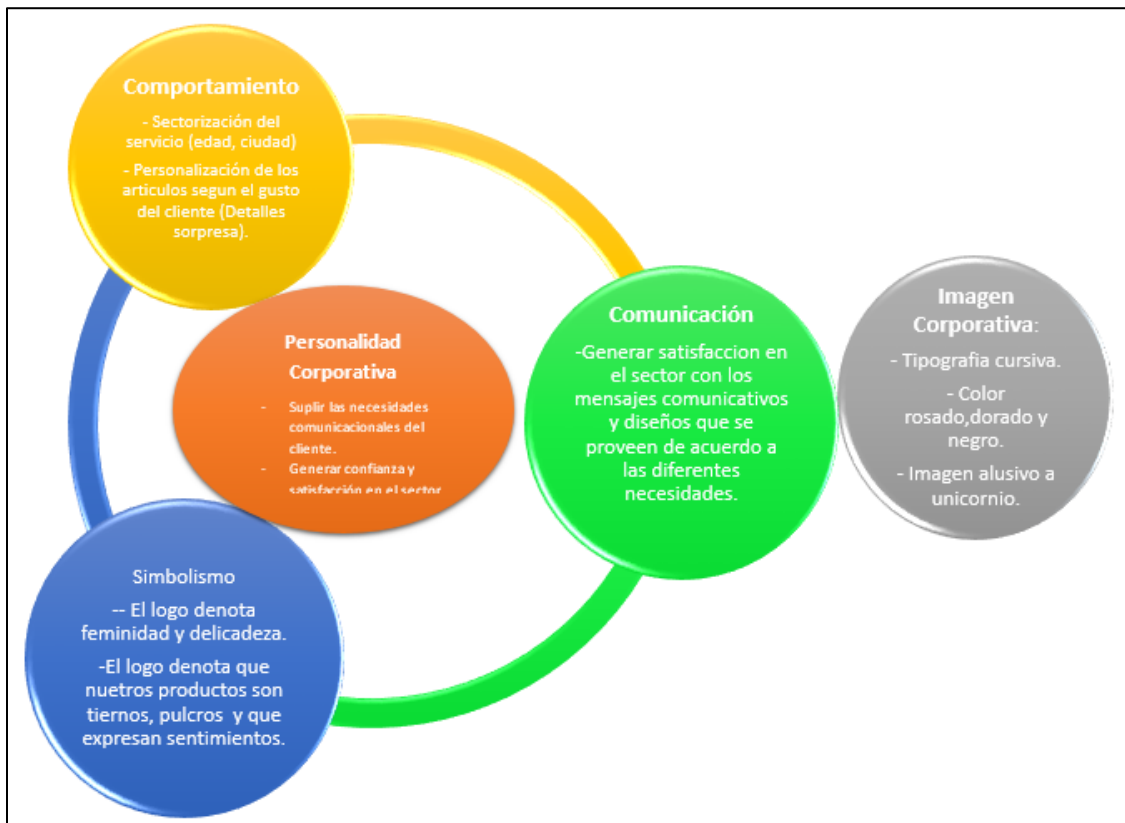 Comportamiento
- Sectorización del
servicio (edad, ciudad)
- Personalización de los
artículos segun el gusto
del cliente (Detalles
sorpresa).
Personalidad
Corporativa
- Suplir las necesidades
comunicacionales del
cliente.
- Generar confianza y
satisfacción en el sector
Comunicación
-Generar satisfaccion en
el sector con los
mensajes comunicativos
y diseños que se
proveen de acuerdo a
las diferentes
necesidades.
Imagen
Corporativa:
- Tipografia cursiva.
- Color
rosado,dorado y
negro.
- Imagen alusivo a
unicornio.
Simbolismo
-- El logo denota
feminidad y delicadeza.
-El logo denota que
nuetros productos son
tiernos, pulcros y que
expresan sentimientos.